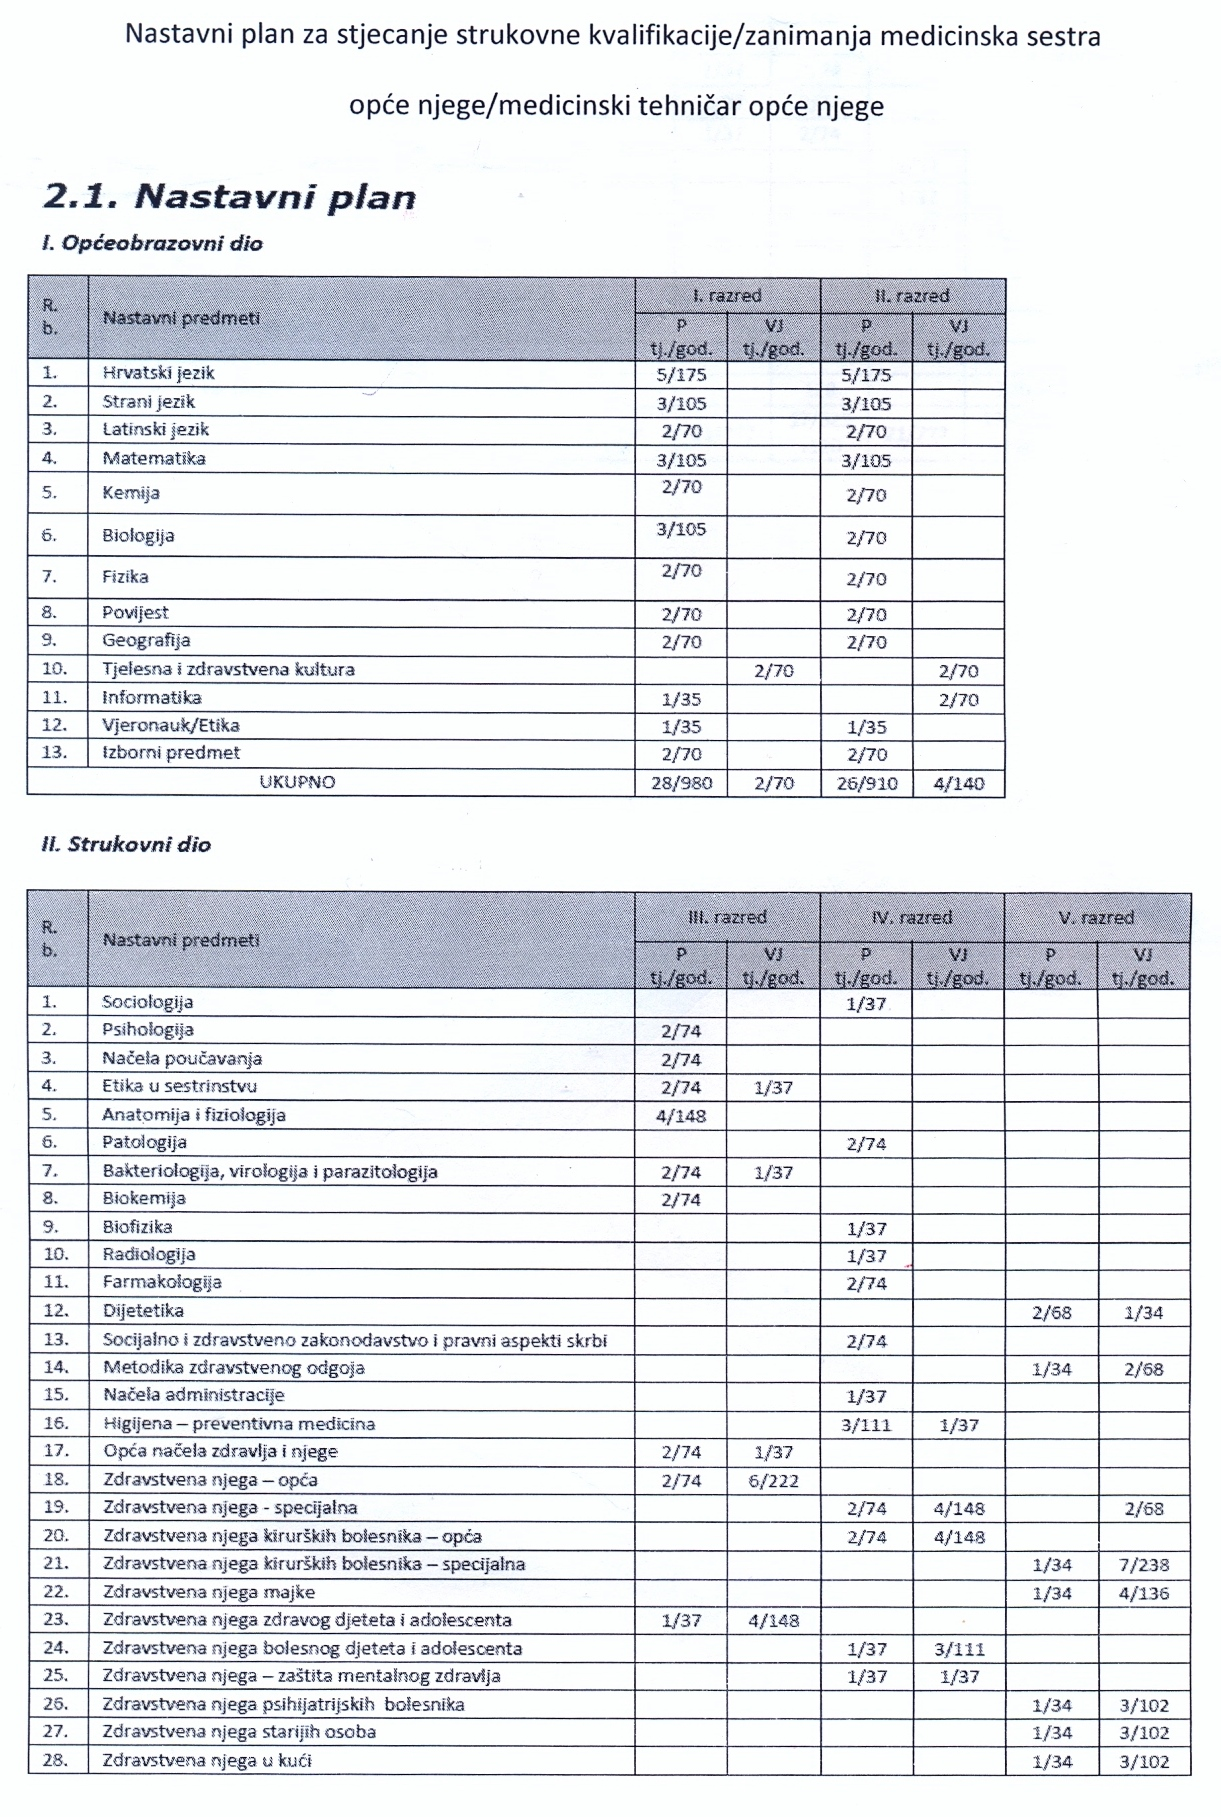 Nastavni plan za stjecanje strukovne kvalifikacije/zanimanja medicinska sestra
opće njege/medicinski tehničar opće njege
2.1. Nastavni plan
I. Općeobrazovni dio
R. b. Nastavni predmeti I. razred II. razred
P tj./god. VJ tj./god. P tj./god. VJ tj./god.
1. Hrvatski jezik 5/175 5/175
2. Strani jezik 3/105 3/105
3. Latinski jezik 2/70 2/70
4. Matematika 3/105 3/105
5. Kemija 2/70 2/70
6. Biologija 3/105 2/70
7. Fizika 2/70 2/70
8. Povijest 2/70 2/70
9. Geografija 2/70 2/70
10. Tjelesna i zdravstvena kultura 2/70 2/70
11. Informatika 1/35 2/70
12. Vjeronauk/Etika 1/35 1/35
13. Izborni predmet 2/70 2/70
UKUPNO 28/980 2/70 26/910 4/140
II. Strukovni dio
R. b. Nastavni predmeti III. razred IV. razred V. razred
P tj./god. VJ tj./god. P tj./god. VJ tj./god. P tj./god. VJ tj./god.
1. Sociologija 1/37
2. Psihologija 2/74
3. Načela poučavanja 2/74
4. Etika u sestrinstvu 2/74 1/37
5. Anatomija i fiziologija 4/148
6. Patologija 2/74
7. Bakteriologija, virologija i parazitologija 2/74 1/37
8. Biokemija 2/74
9. Biofizika 1/37
10. Radiologija 1/37
11. Farmakologija 2/74
12. Dijetetika 2/68 1/34
13. Socijalno i zdravstveno zakonodavstvo i pravni aspekti skrbi 2/74
14. Metodika zdravstvenog odgoja 1/34 2/68
15. Načela administracije 1/37
16. Higijena – preventivna medicina 3/111 1/37
17. Opća načela zdravlja i njege 2/74 1/37
18. Zdravstvena njega – opća 2/74 6/222
19. Zdravstvena njega - specijalna 2/74 4/148 2/68
20. Zdravstvena njega kirurških bolesnika – opća 2/74 4/148
21. Zdravstvena njega kirurških bolesnika – specijalna 1/34 7/238
22. Zdravstvena njega majke 1/34 4/136
23. Zdravstvena njega zdravog djeteta i adolescenta 1/37 4/148
24. Zdravstvena njega bolesnog djeteta i adolescenta 1/37 3/111
25. Zdravstvena njega – zaštita mentalnog zdravlja 1/37 1/37
26. Zdravstvena njega psihijatrijskih bolesnika 1/34 3/102
27. Zdravstvena njega starijih osoba 1/34 3/102
28. Zdravstvena njega u kući 1/34 3/102